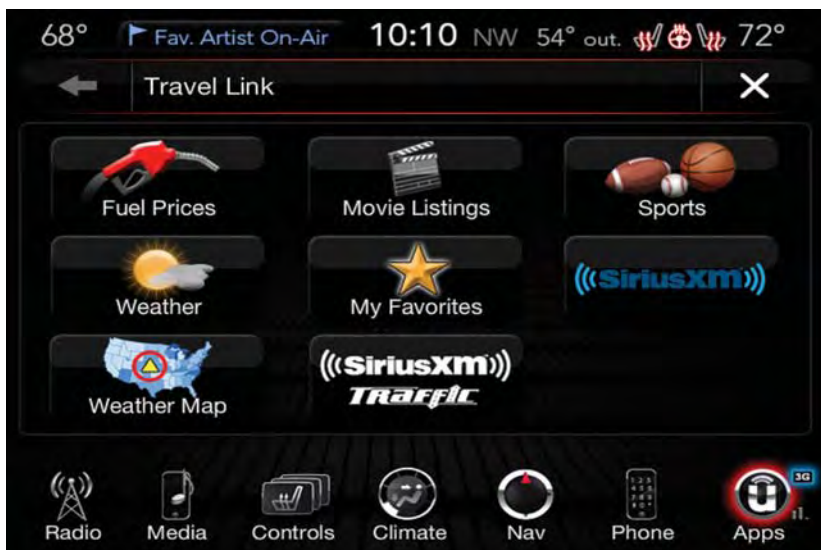 68° Fav. Artist On-Air 10:10 NW 54° out. 72°
Travel Link
Fuel Prices Movie Listings Sports
Weather My Favorites SiriusXM
Weather Map SiriusXM
Traffic
3G
Radio Media Controls Climate Nav Phone Apps